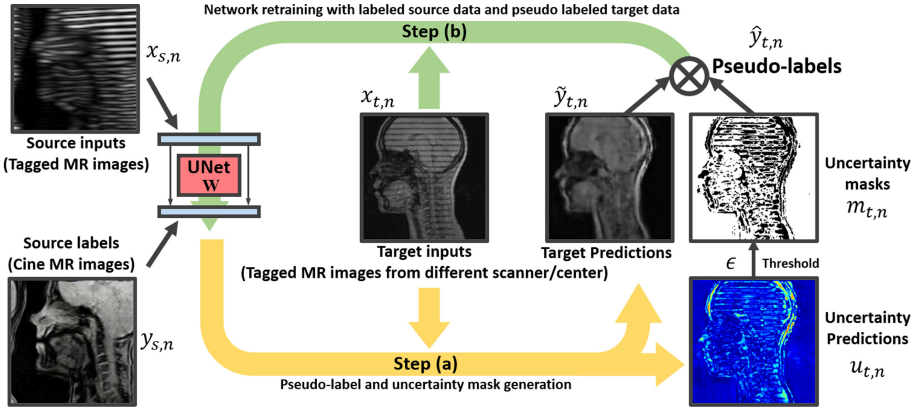 Network retraining with labeled source data and pseudo labeled target data
Step (b)
x_{s,n}
Source inputs
(Tagged MR images)
UNet
W
Source labels
(Cine MR images)
y_{s,n}
x_{t,n}
Target inputs
(Tagged MR images from different scanner/center)
ỹ_{t,n}
Target Predictions
ŷ_{t,n}
Pseudo-labels
Uncertainty
masks
m_{t,n}
ϵ
Threshold
Uncertainty
Predictions
u_{t,n}
Step (a)
Pseudo-label and uncertainty mask generation